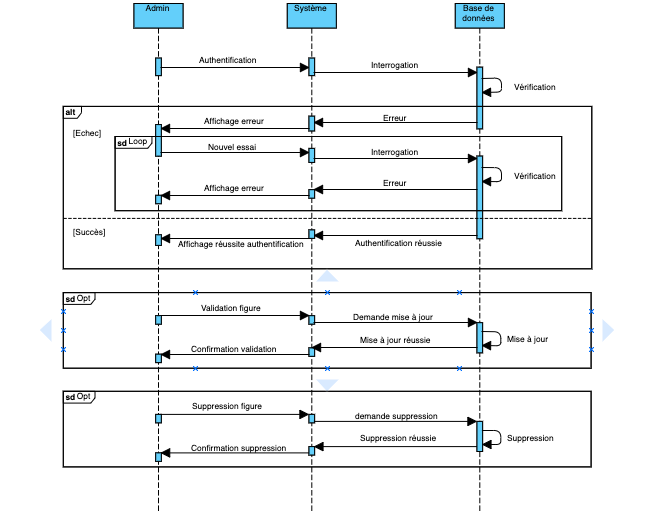 Admin
Système
Base de
données
Authentification
Interrogation
Vérification
alt
[Echec]
Affichage erreur
Erreur
sd Loop
Nouvel essai
Interrogation
Vérification
Affichage erreur
Erreur
[Succès]
Affichage réussite authentification
Authentification réussie
sd Opt
Validation figure
Demande mise à jour
Mise à jour
Mise à jour réussie
Confirmation validation
sd Opt
Suppression figure
demande suppression
Suppression
Suppression réussie
Confirmation suppression